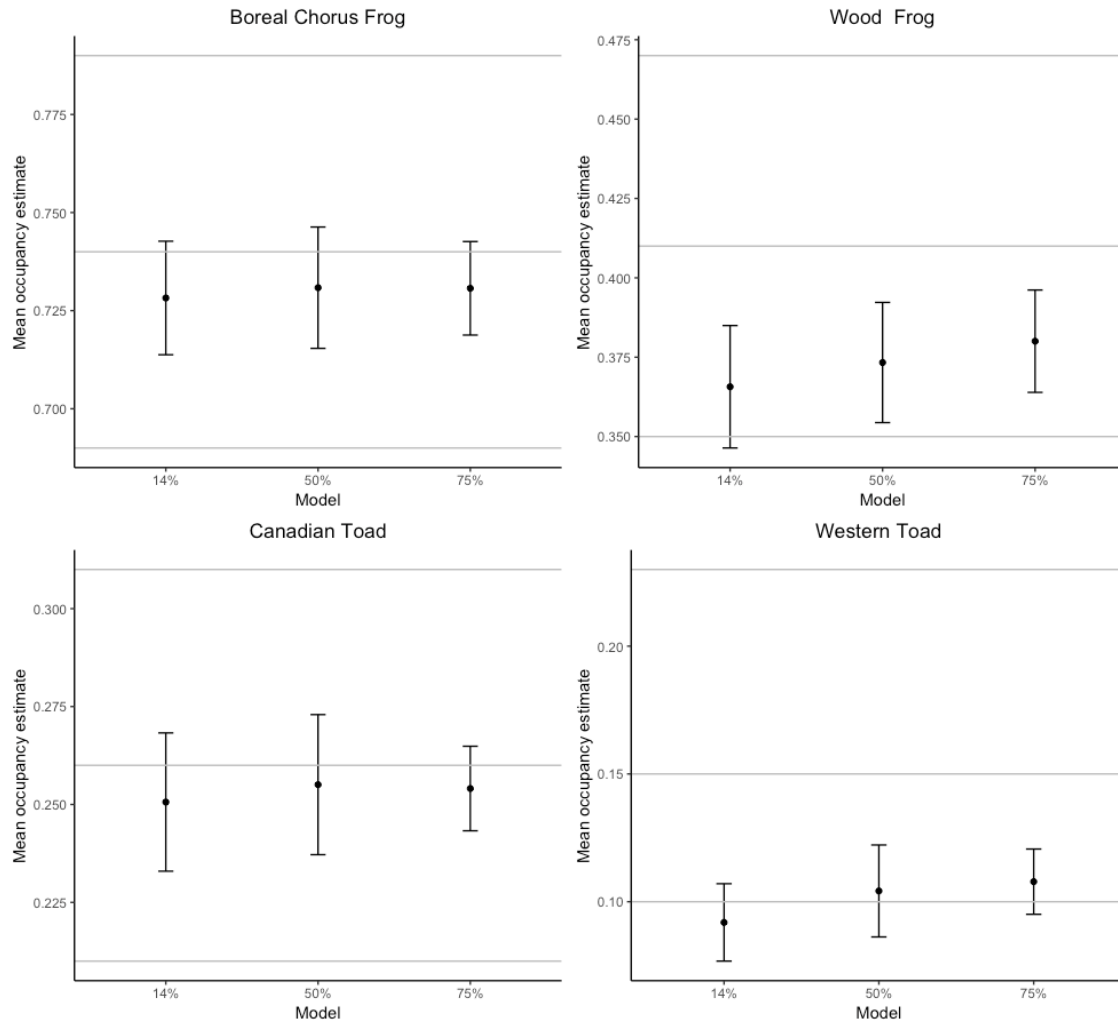 Boreal Chorus Frog
Mean occupancy estimate
0.775
0.750
0.725
0.700
14% 50% 75%
Model
Wood Frog
Mean occupancy estimate
0.475
0.450
0.425
0.400
0.375
0.350
14% 50% 75%
Model
Canadian Toad
Mean occupancy estimate
0.300
0.275
0.250
0.225
14% 50% 75%
Model
Western Toad
Mean occupancy estimate
0.20
0.15
0.10
14% 50% 75%
Model